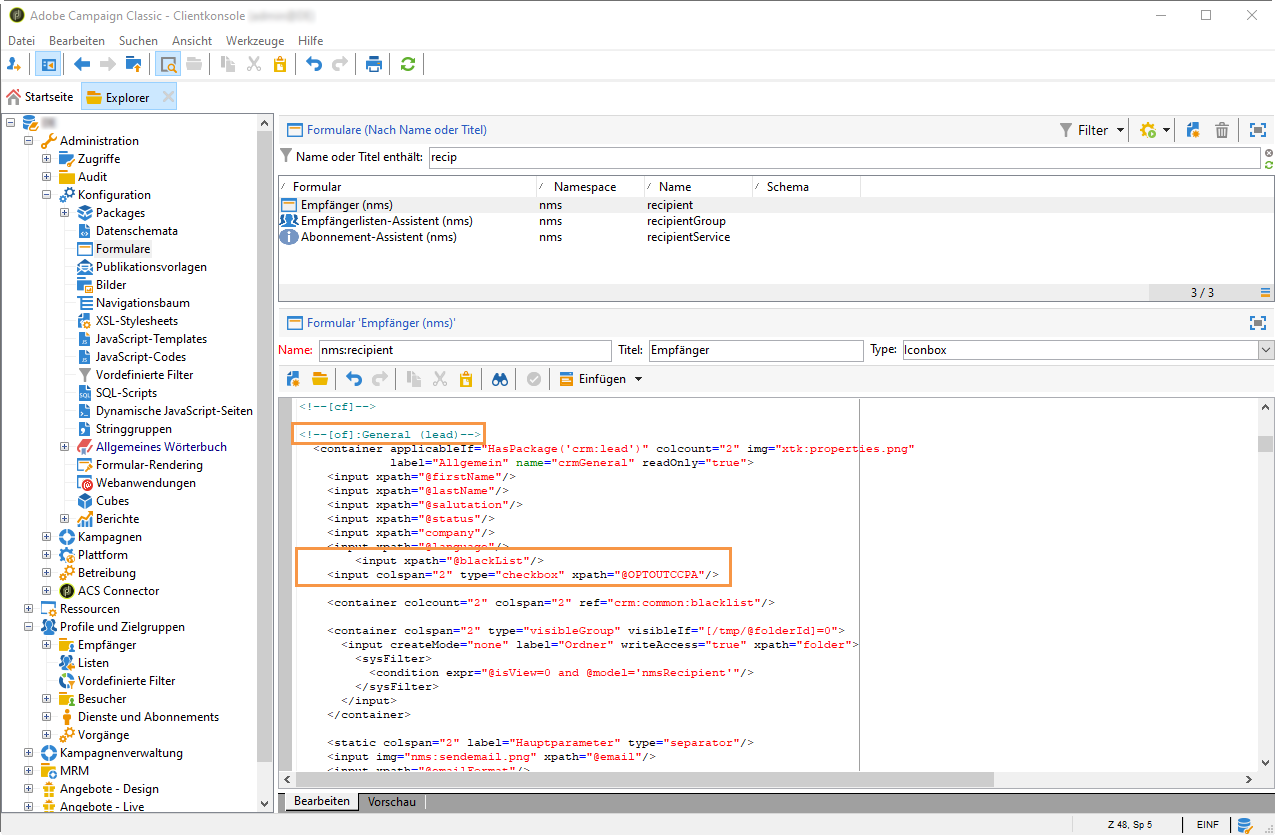 Adobe Campaign Classic - Clientkonsole
Datei Bearbeiten Suchen Ansicht Werkzeuge Hilfe
Startseite Explorer
Administration
Zugriffe
Audit
Konfiguration
Packages
Datenschemata
Formulare
Publikationsvorlagen
Bilder
Navigationsbaum
XSL-Stylesheets
JavaScript-Templates
JavaScript-Codes
Vordefinierte Filter
SQL-Scripts
Dynamische JavaScript-Seiten
Stringgruppen
Allgemeines Wörterbuch
Formular-Rendering
Webanwendungen
Cubes
Berichte
Kampagnen
Plattform
Betreibung
ACS Connector
Ressourcen
Profile und Zielgruppen
Empfänger
Listen
Vordefinierte Filter
Besucher
Dienste und Abonnements
Vorgänge
Kampagnenverwaltung
MRM
Angebote - Design
Angebote - Live
Formulare (Nach Name oder Titel) Filter
Name oder Titel enthält: recip
Formular Namespace Name Schema
Empfänger (nms) nms recipient
Empfängerlisten-Assistent (nms) nms recipientGroup
Abonnement-Assistent (nms) nms recipientService
3 / 3
Formular 'Empfänger (nms)'
Name: nms:recipient Titel: Empfänger Type: Iconbox
Einfügen
<!--[cf]-->
<!--[of]:General (lead)-->
<container applicableIf="HasPackage('crm:lead')" colcount="2" img="xtk:properties.png"
label="Allgemein" name="crmGeneral" readOnly="true">
<input xpath="@firstName"/>
<input xpath="@lastName"/>
<input xpath="@salutation"/>
<input xpath="@status"/>
<input xpath="company"/>
<input xpath="@language"/>
<input xpath="@blackList"/>
<input colspan="2" type="checkbox" xpath="@OPTOUTCCPA"/>
<container colcount="2" colspan="2" ref="crm:common:blacklist"/>
<container colspan="2" type="visibleGroup" visibleIf="[/tmp/@folderId]=0">
<input createMode="none" label="Ordner" writeAccess="true" xpath="folder">
<sysFilter>
<condition expr="@isView=0 and @model='nmsRecipient'"/>
</sysFilter>
</input>
</container>
<static colspan="2" label="Hauptparameter" type="separator"/>
<input img="nms:sendemail.png" xpath="@email"/>
<input xpath="@emailFormat"/>
Bearbeiten Vorschau
Z 48, Sp 5 EINF